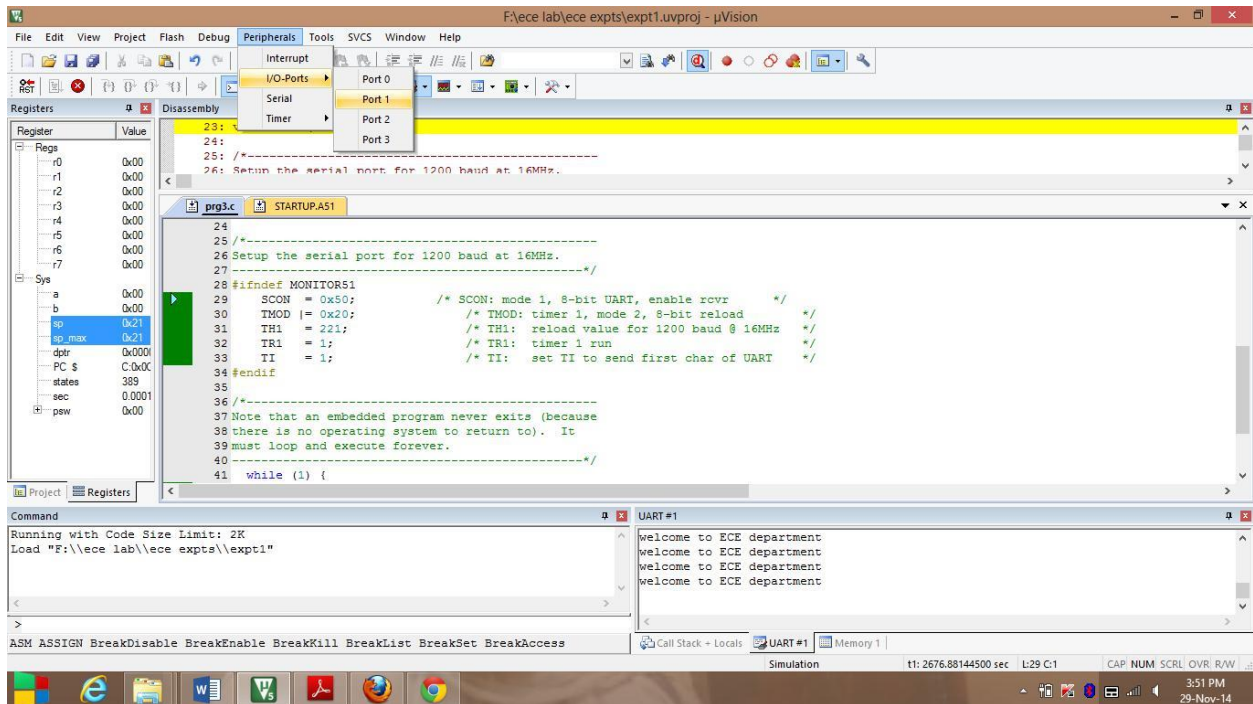 F:\ece lab\ece expts\expt1.uvproj - µVision
File Edit View Project Flash Debug Peripherals Tools SVCS Window Help
Interrupt
I/O-Ports
Serial
Timer
Port 0
Port 1
Port 2
Port 3
RST
Registers
Register Value
Regs
r0 0x00
r1 0x00
r2 0x00
r3 0x00
r4 0x00
r5 0x00
r6 0x00
r7 0x00
Sys
a 0x00
b 0x00
sp 0x21
sp_max 0x21
dptr 0x000
PC $ C:0x0
states 389
sec 0.0001
psw 0x00
Project Registers
Disassembly
23:
24:
25: /*------------------------------------------------
26: Setup the serial port for 1200 baud at 16MHz.
prg3.c STARTUP.A51
24
25 /*------------------------------------------------
26 Setup the serial port for 1200 baud at 16MHz.
27 ------------------------------------------------*/
28 #ifndef MONITOR51
29 SCON = 0x50; /* SCON: mode 1, 8-bit UART, enable rcvr */
30 TMOD |= 0x20; /* TMOD: timer 1, mode 2, 8-bit reload */
31 TH1 = 221; /* TH1: reload value for 1200 baud @ 16MHz */
32 TR1 = 1; /* TR1: timer 1 run */
33 TI = 1; /* TI: set TI to send first char of UART */
34 #endif
35
36 /*------------------------------------------------
37 Note that an embedded program never exits (because
38 there is no operating system to return to). It
39 must loop and execute forever.
40 ------------------------------------------------*/
41 while (1) {
Command
Running with Code Size Limit: 2K
Load "F:\\ece lab\\ece expts\\expt1"
>
ASM ASSIGN BreakDisable BreakEnable BreakKill BreakList BreakSet BreakAccess
UART #1
welcome to ECE department
welcome to ECE department
welcome to ECE department
welcome to ECE department
Call Stack + Locals UART #1 Memory 1
Simulation t1: 2676.88144500 sec L:29 C:1 CAP NUM SCRL OVR R/W
3:51 PM
29-Nov-14